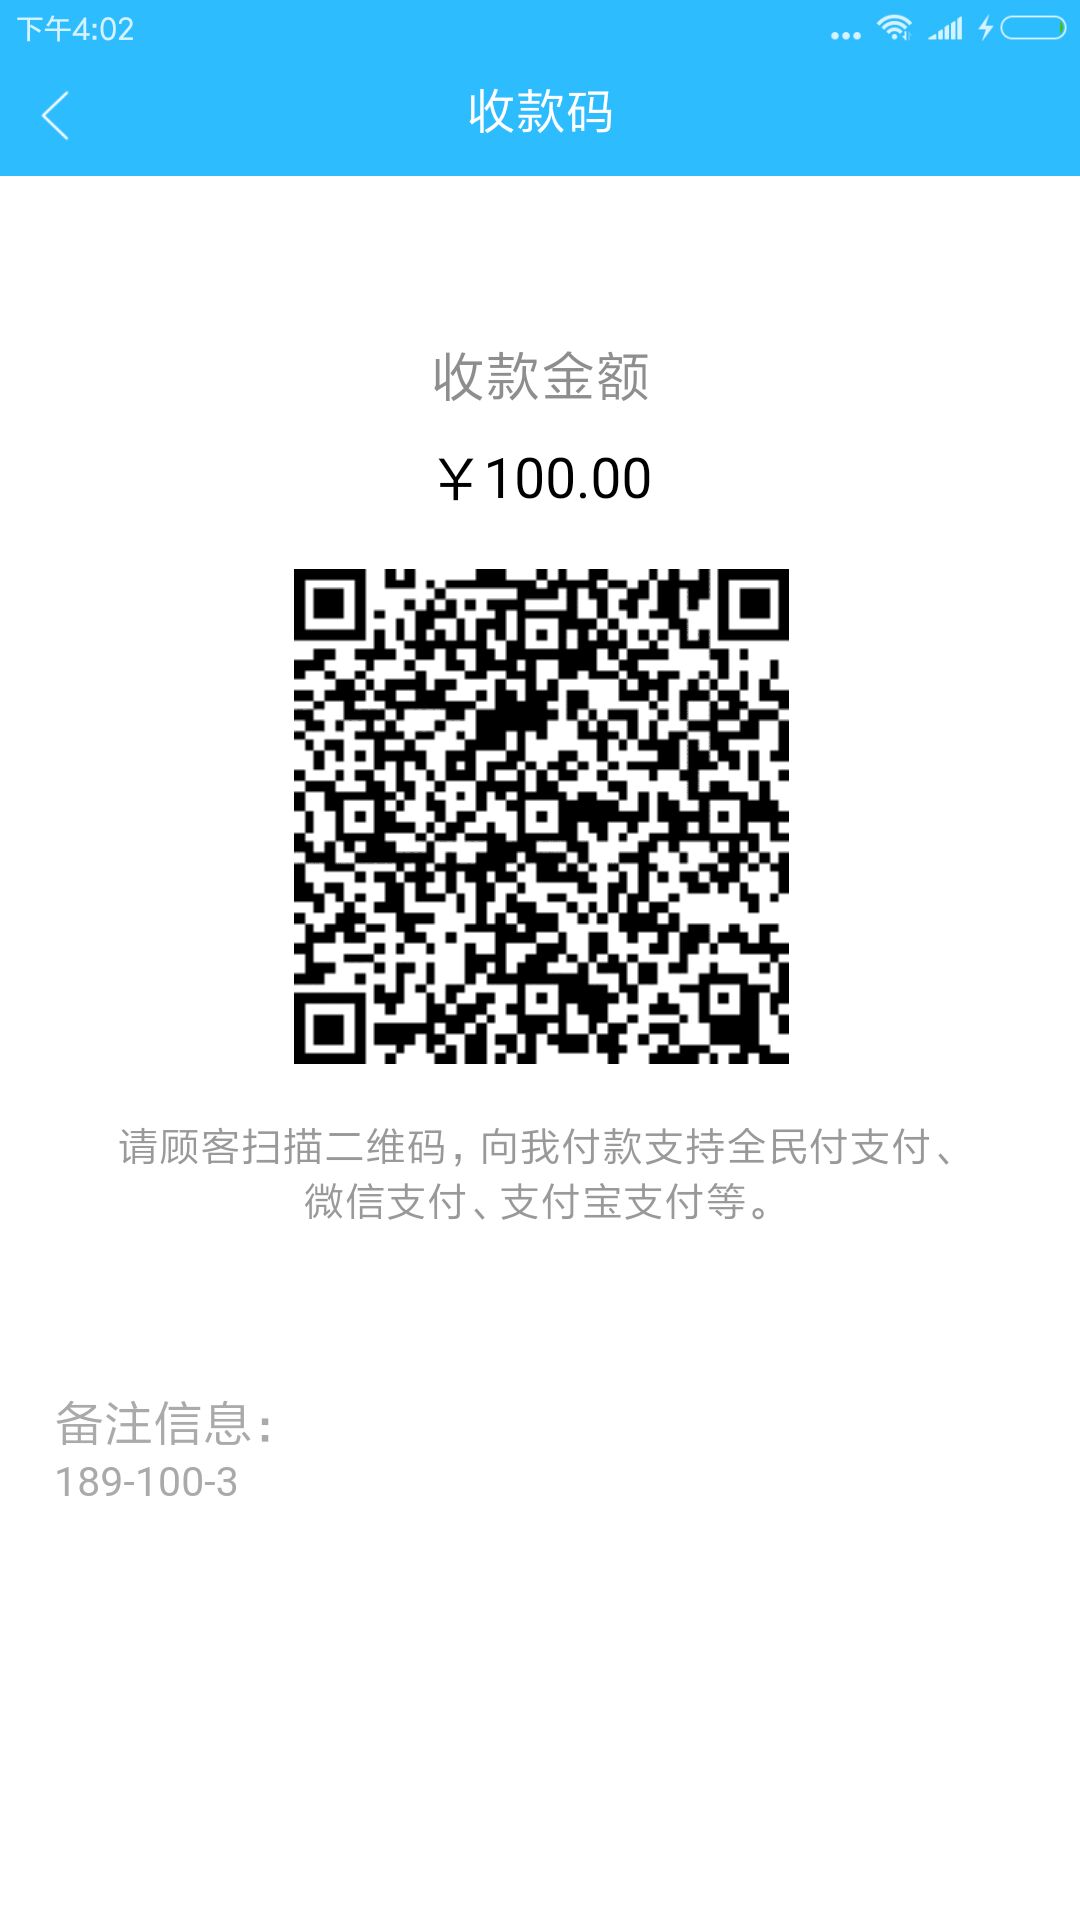 下午4:02
收款码
收款金额
￥100.00
请顾客扫描二维码,向我付款支持全民付支付、
微信支付、支付宝支付等。
备注信息：
189-100-3